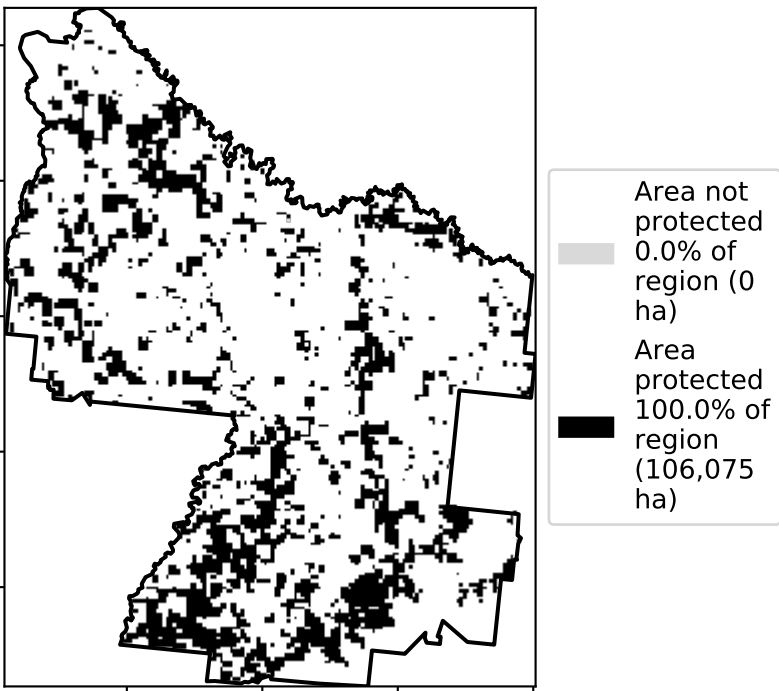 Area not
protected
0.0% of
region (0
ha)
Area
protected
100.0% of
region
(106,075
ha)